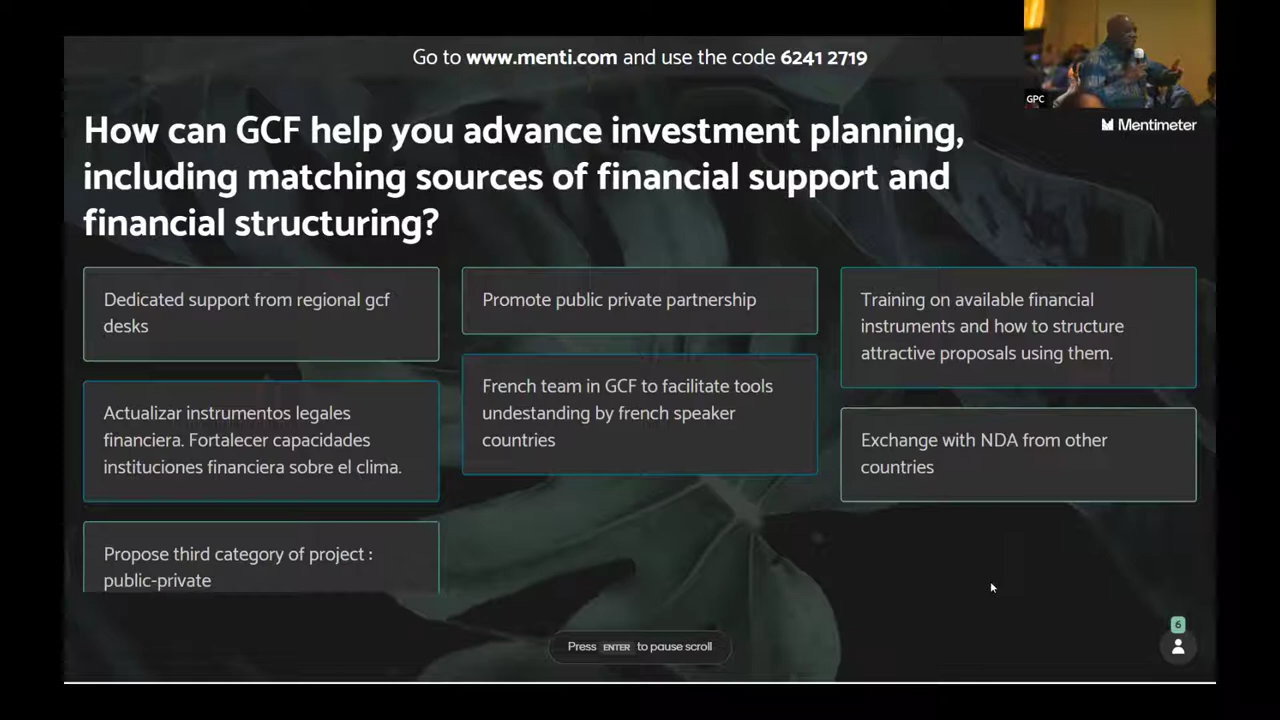 Go to www.menti.com and use the code 6241 2719
GPC
Mentimeter
How can GCF help you advance investment planning,
including matching sources of financial support and
financial structuring?
Dedicated support from regional gcf
desks
Actualizar instrumentos legales
financiera. Fortalecer capacidades
instituciones financiera sobre el clima.
Propose third category of project :
public-private
Promote public private partnership
French team in GCF to facilitate tools
undestanding by french speaker
countries
Training on available financial
instruments and how to structure
attractive proposals using them.
Exchange with NDA from other
countries
Press ENTER to pause scroll
6